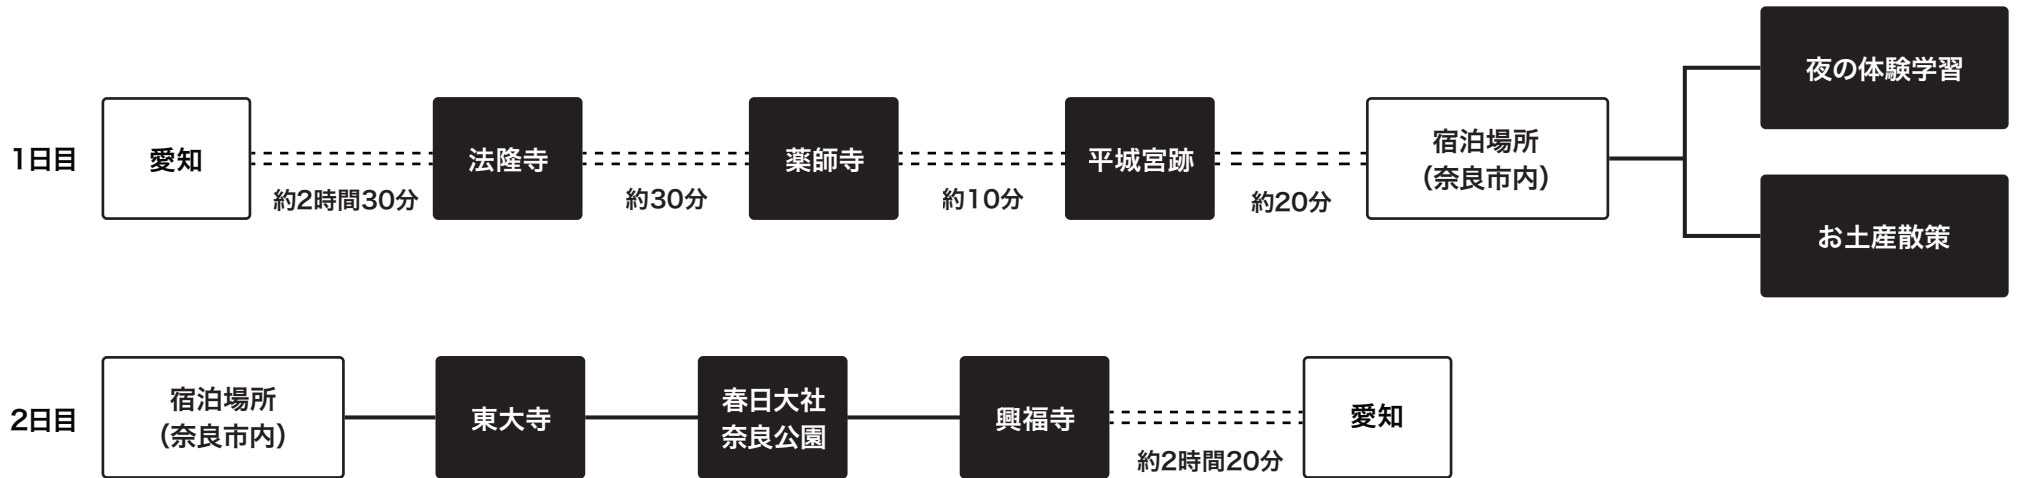 夜の体験学習
1日目
愛知
法隆寺
薬師寺
平城宮跡
宿泊場所
（奈良市内）
約2時間30分
約30分
約10分
約20分
お土産散策
2日目
宿泊場所
（奈良市内）
東大寺
春日大社
奈良公園
興福寺
愛知
約2時間20分